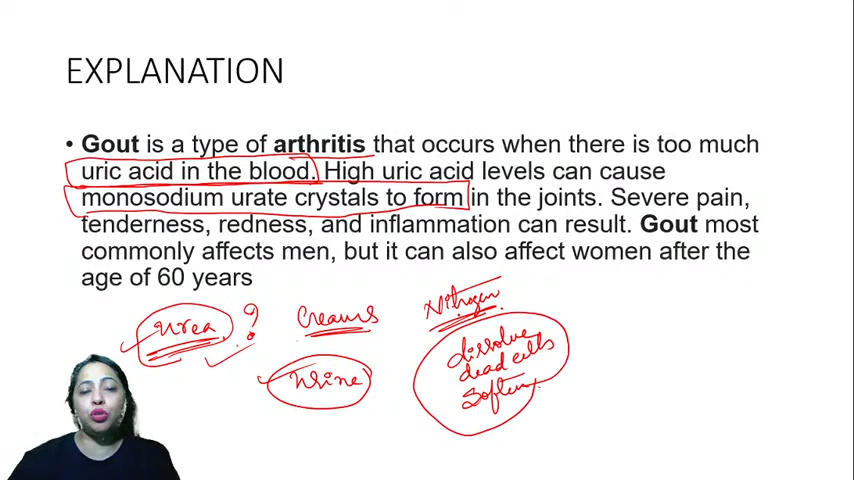 EXPLANATION
• Gout is a type of arthritis that occurs when there is too much
uric acid in the blood. High uric acid levels can cause
monosodium urate crystals to form in the joints. Severe pain,
tenderness, redness, and inflammation can result. Gout most
commonly affects men, but it can also affect women after the
age of 60 years
Urea ? Creams Nitrogen
Urine
dissolve
dead cells
Soften